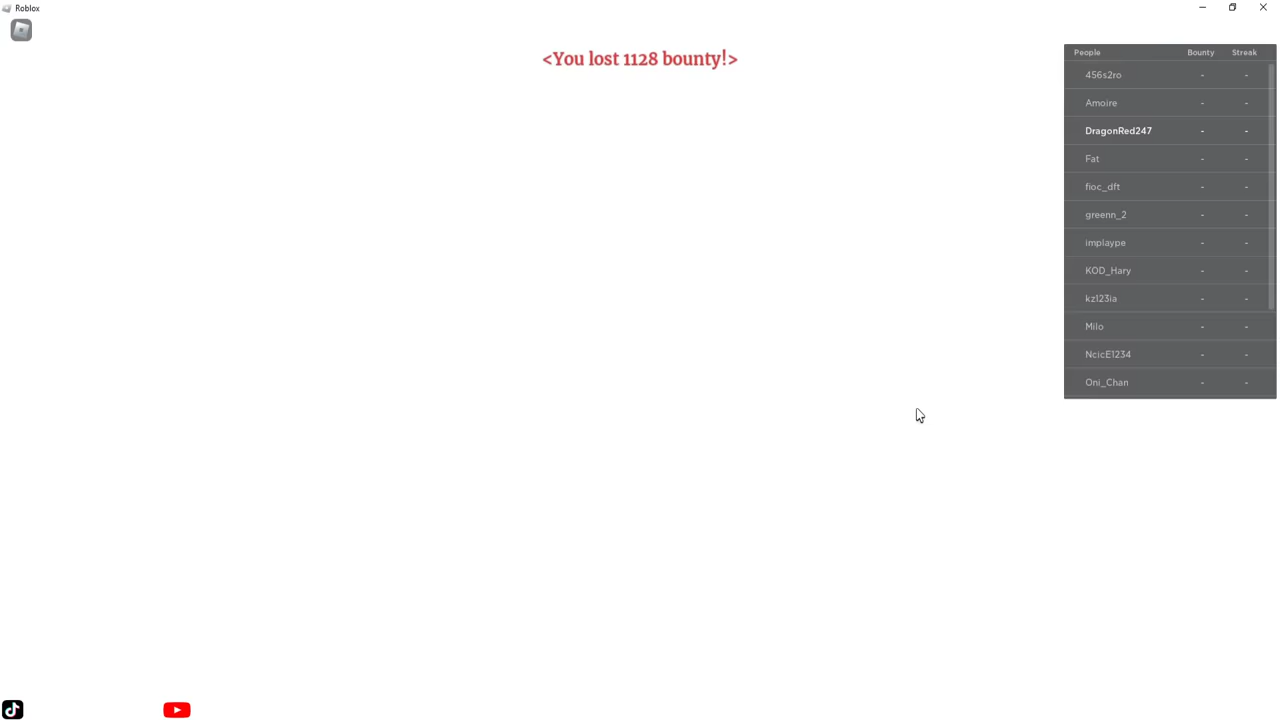 Roblox
<You lost 1128 bounty!>
People Bounty Streak
456s2ro - -
Amoire - -
DragonRed247 - -
Fat - -
fioc_dft - -
greenn_2 - -
implaype - -
KOD_Hary - -
kz123ia - -
Milo - -
NcicE1234 - -
Oni_Chan - -